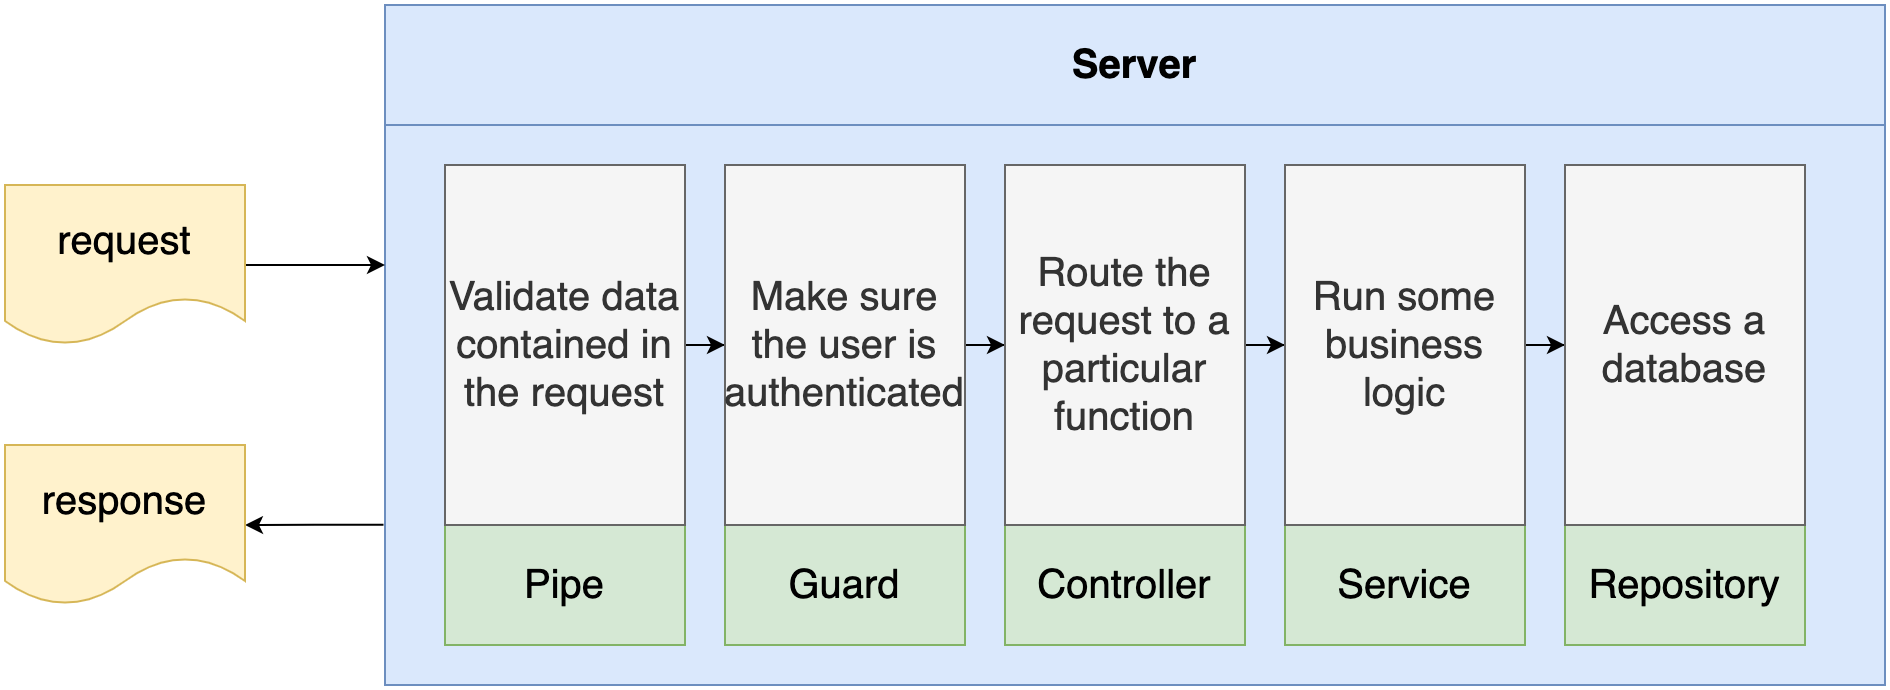 Server
request
response
Validate data
contained in
the request
Pipe
Make sure
the user is
authenticated
Guard
Route the
request to a
particular
function
Controller
Run some
business
logic
Service
Access a
database
Repository